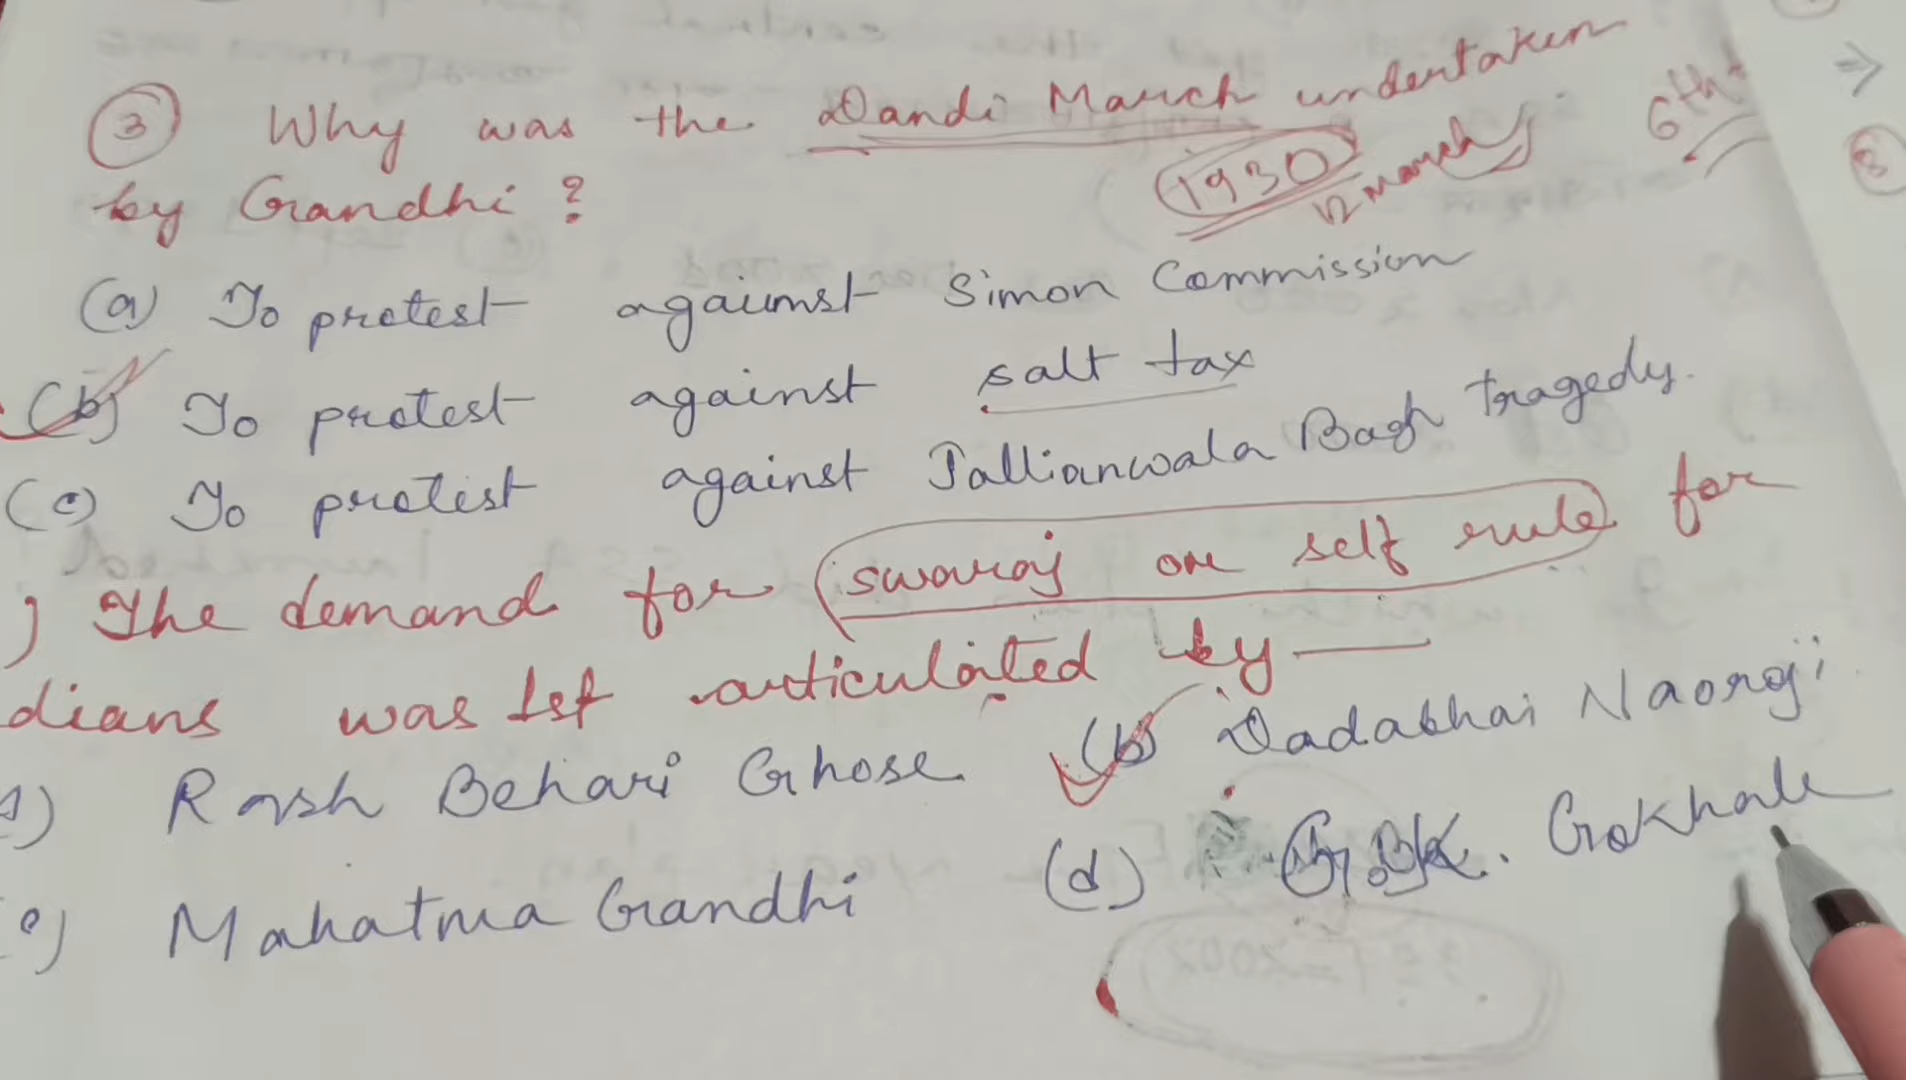 ③ Why was the Dandi March undertaken
by Gandhi ?
1930
12 March
6th
(a) To protest against Simon Commission
(b) To protest against salt tax
(c) To protest against Jallianwala Bagh tragedy.
) The demand for swaraj or self rule for
dians was 1st articulated by —
) Rash Behari Ghose (b) Dadabhai Naoroji
) Mahatma Gandhi (d) G.K. Gokhale